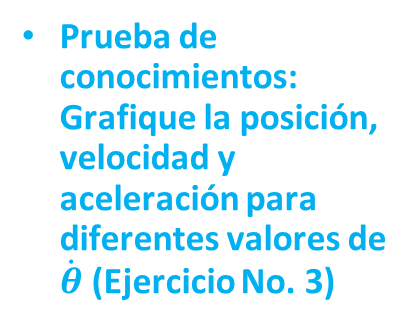 • Prueba de
conocimientos:
Grafique la posición,
velocidad y
aceleración para
diferentes valores de
θ̇ (Ejercicio No. 3)